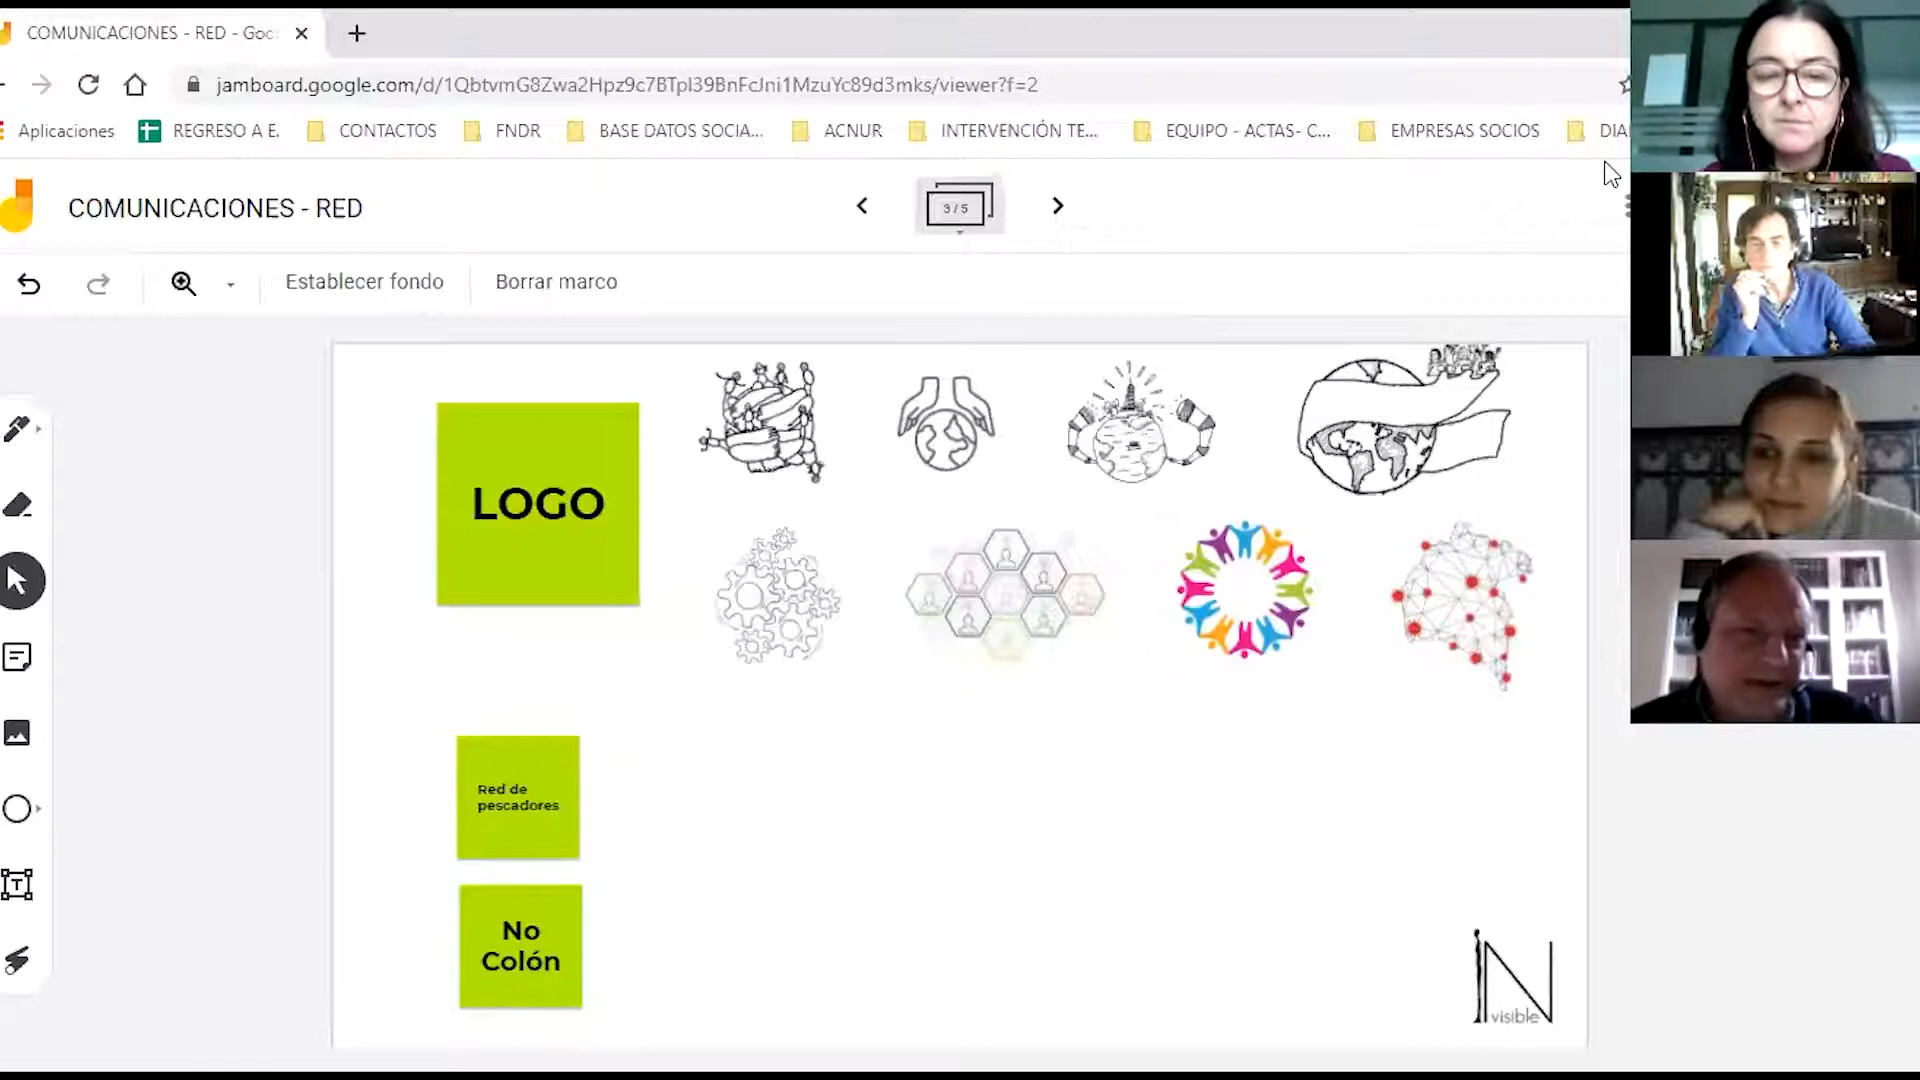 COMUNICACIONES - RED - Goo
jamboard.google.com/d/1QbtvmG8Zwa2Hpz9c7BTpl39BnFcJni1MzuYc89d3mks/viewer?f=2
Aplicaciones
REGRESO A E.
CONTACTOS
FNDR
BASE DATOS SOCIA...
ACNUR
INTERVENCIÓN TE...
EQUIPO - ACTAS- C...
EMPRESAS SOCIOS
DIA
COMUNICACIONES - RED
3 / 5
Establecer fondo
Borrar marco
LOGO
Red de
pescadores
No
Colón
iN
visible